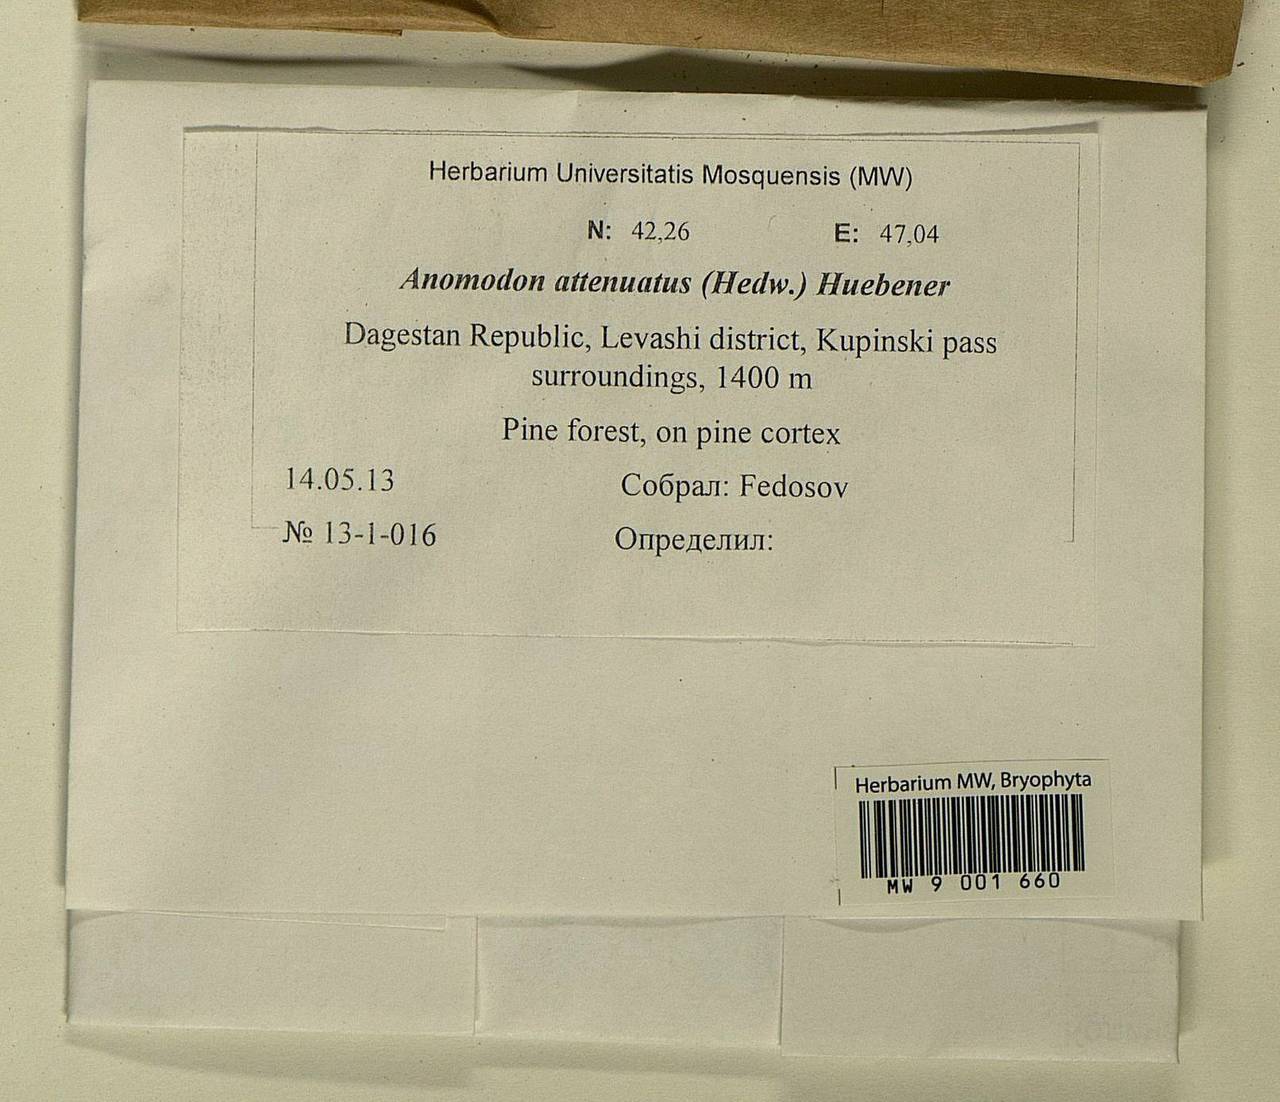 Herbarium Universitatis Mosquensis (MW)
N: 42,26 E: 47,04
Anomodon attenuatus (Hedw.) Huebener
Dagestan Republic, Levashi district, Kupinski pass
surroundings, 1400 m
Pine forest, on pine cortex
14.05.13 Собрал: Fedosov
№ 13-1-016 Определил:
Herbarium MW, Bryophyta
MW 9 001 660